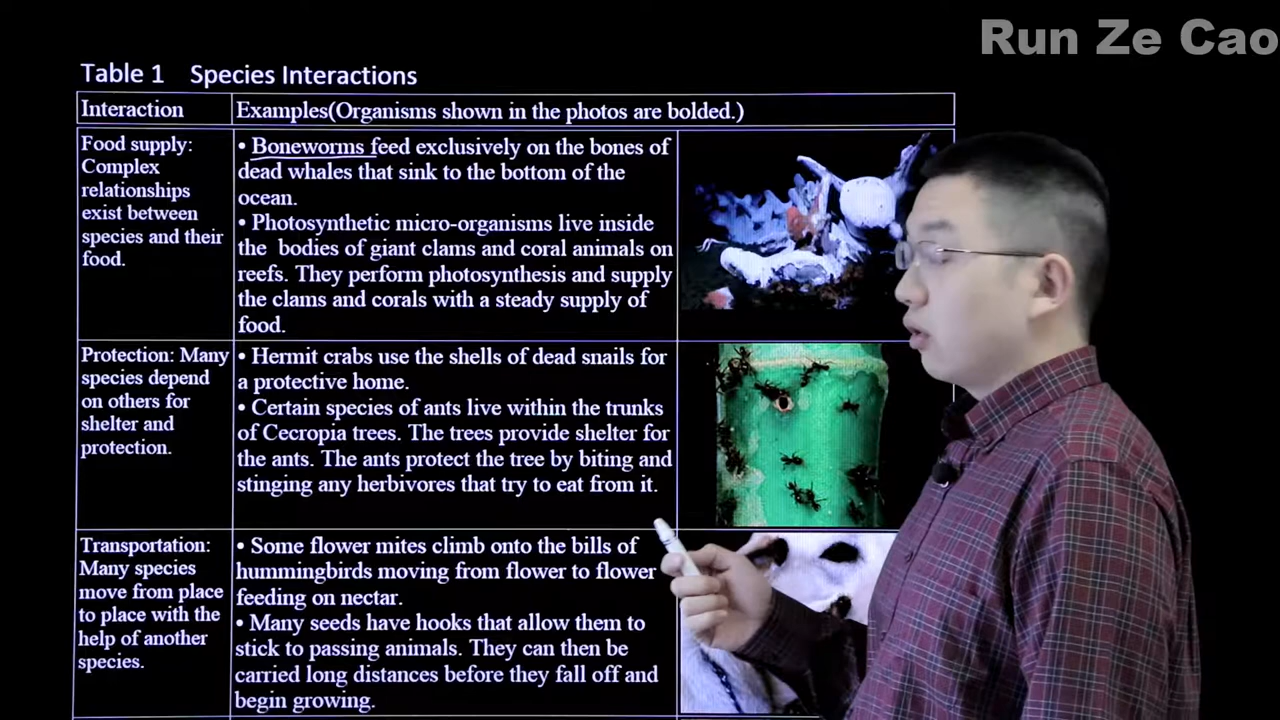 Run Ze Cao
Table 1 Species Interactions
Interaction
Examples(Organisms shown in the photos are bolded.)
Food supply:
Complex
relationships
exist between
species and their
food.
• Boneworms feed exclusively on the bones of
dead whales that sink to the bottom of the
ocean.
• Photosynthetic micro-organisms live inside
the bodies of giant clams and coral animals on
reefs. They perform photosynthesis and supply
the clams and corals with a steady supply of
food.
Protection: Many
species depend
on others for
shelter and
protection.
• Hermit crabs use the shells of dead snails for
a protective home.
• Certain species of ants live within the trunks
of Cecropia trees. The trees provide shelter for
the ants. The ants protect the tree by biting and
stinging any herbivores that try to eat from it.
Transportation:
Many species
move from place
to place with the
help of another
species.
• Some flower mites climb onto the bills of
hummingbirds moving from flower to flower
feeding on nectar.
• Many seeds have hooks that allow them to
stick to passing animals. They can then be
carried long distances before they fall off and
begin growing.